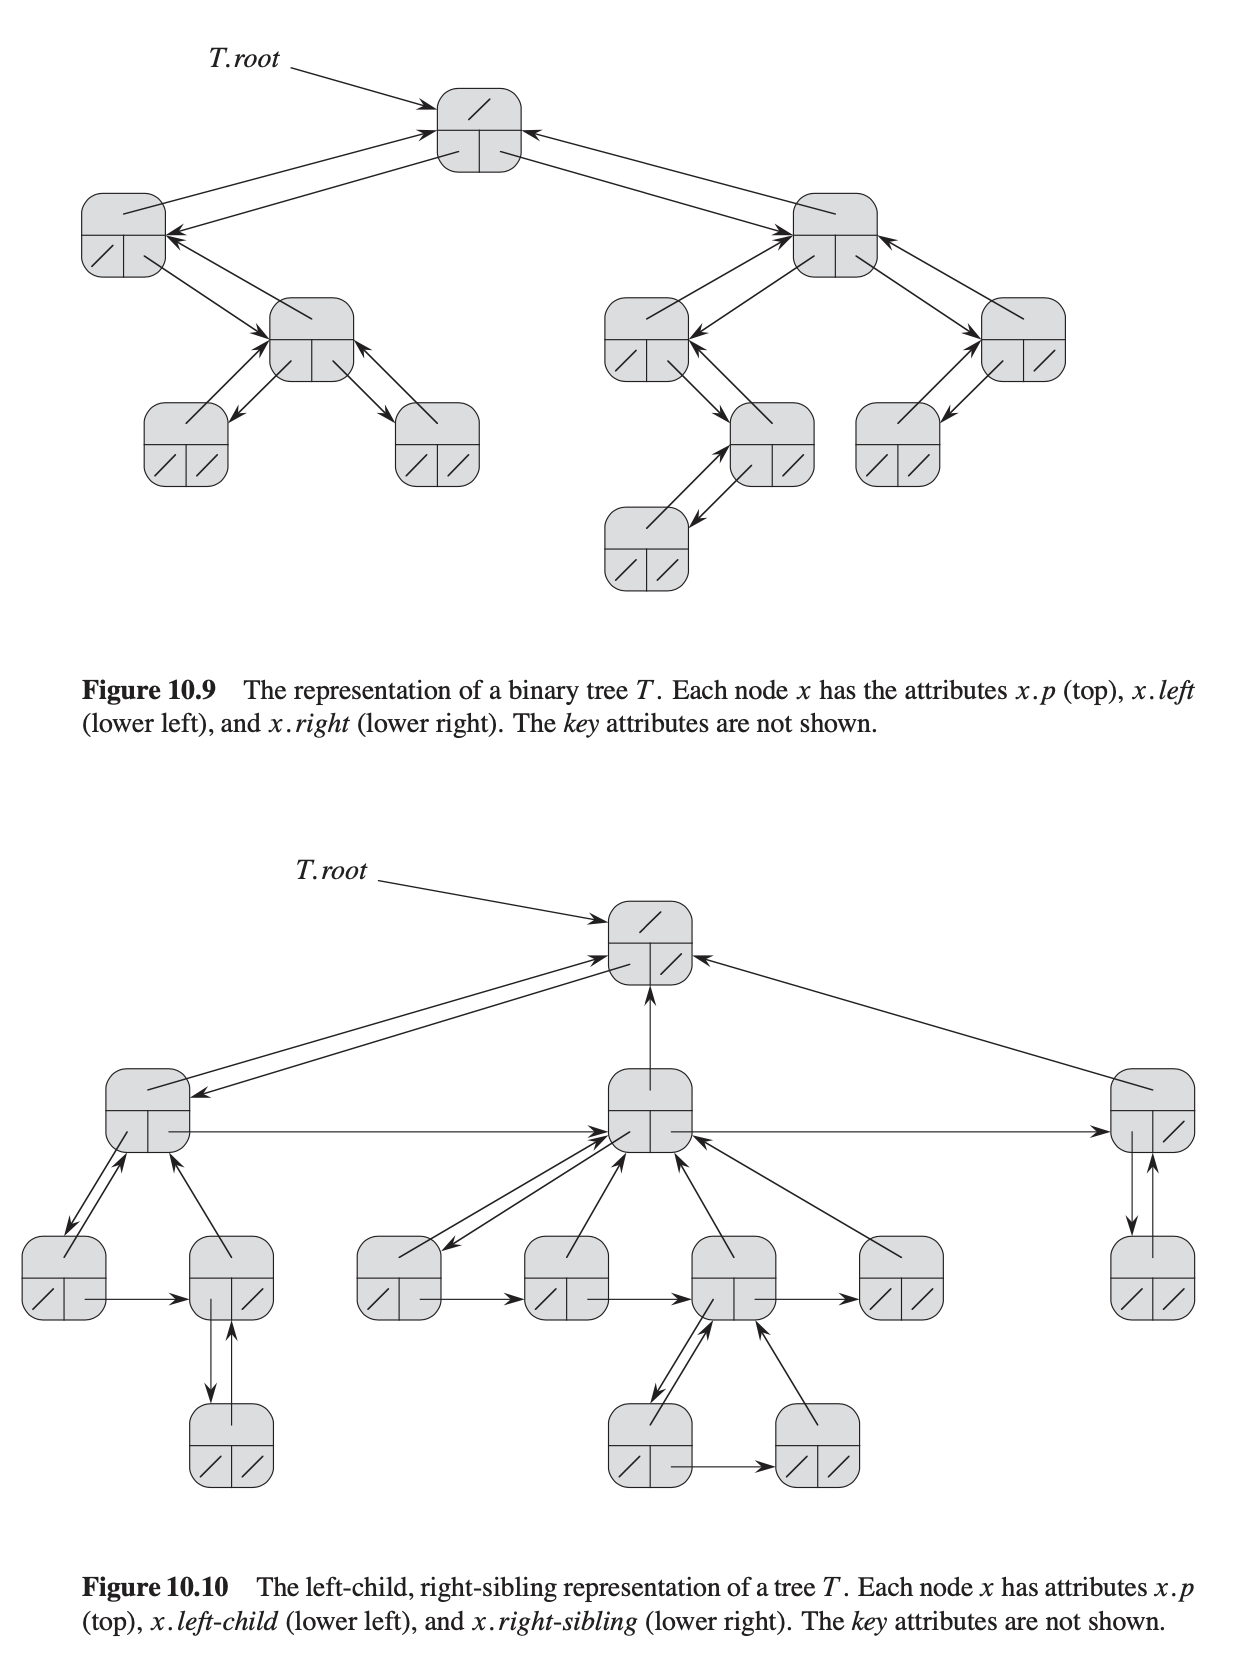 T.root
Figure 10.9 The representation of a binary tree T. Each node x has the attributes x.p (top), x.left
(lower left), and x.right (lower right). The key attributes are not shown.
T.root
Figure 10.10 The left-child, right-sibling representation of a tree T. Each node x has attributes x.p
(top), x.left-child (lower left), and x.right-sibling (lower right). The key attributes are not shown.